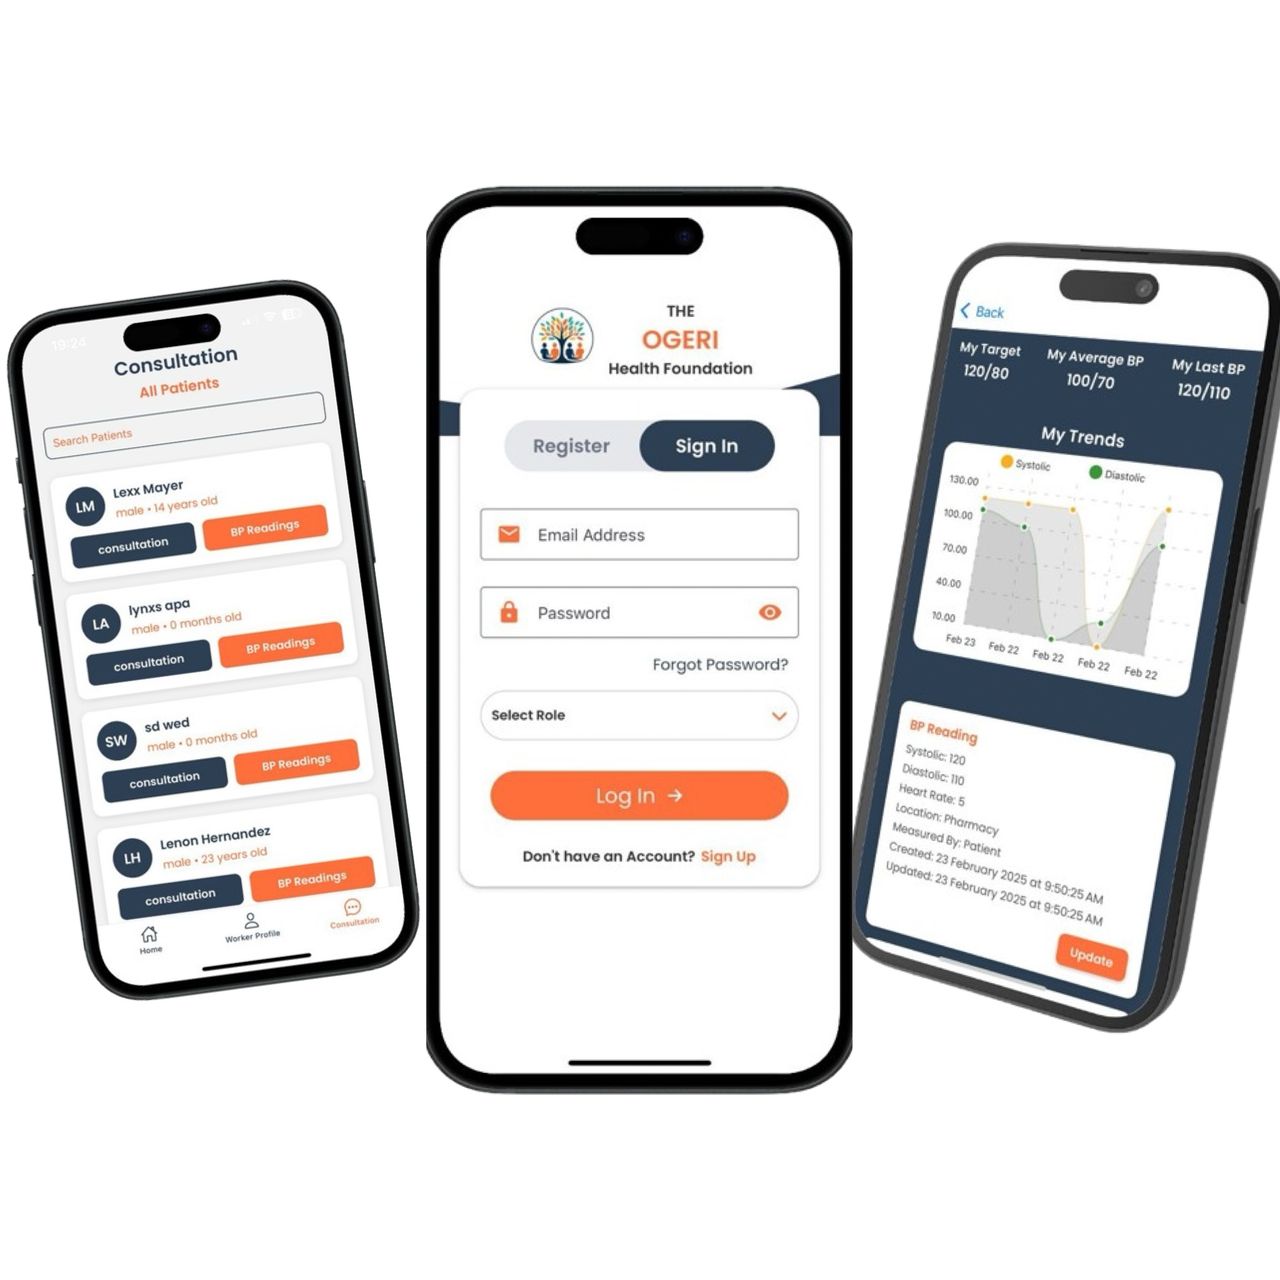 19:24
Consultation
All Patients
Search Patients
LM
Lexx Mayer
male • 14 years old
consultation
BP Readings
LA
lynxs apa
male • 0 months old
consultation
BP Readings
SW
sd wed
male • 0 months old
consultation
BP Readings
LH
Lenon Hernandez
male • 23 years old
consultation
BP Readings
Home
Worker Profile
Consultation
THE
OGERI
Health Foundation
Register
Sign In
Email Address
Password
Forgot Password?
Select Role
Log In →
Don't have an Account? Sign Up
Back
My Target
120/80
My Average BP
100/70
My Last BP
120/110
My Trends
Systolic
Diastolic
130.00
100.00
70.00
40.00
10.00
Feb 23
Feb 22
Feb 22
Feb 22
Feb 22
BP Reading
Systolic: 120
Diastolic: 110
Heart Rate: 5
Location: Pharmacy
Measured By: Patient
Created: 23 February 2025 at 9:50:25 AM
Updated: 23 February 2025 at 9:50:25 AM
Update